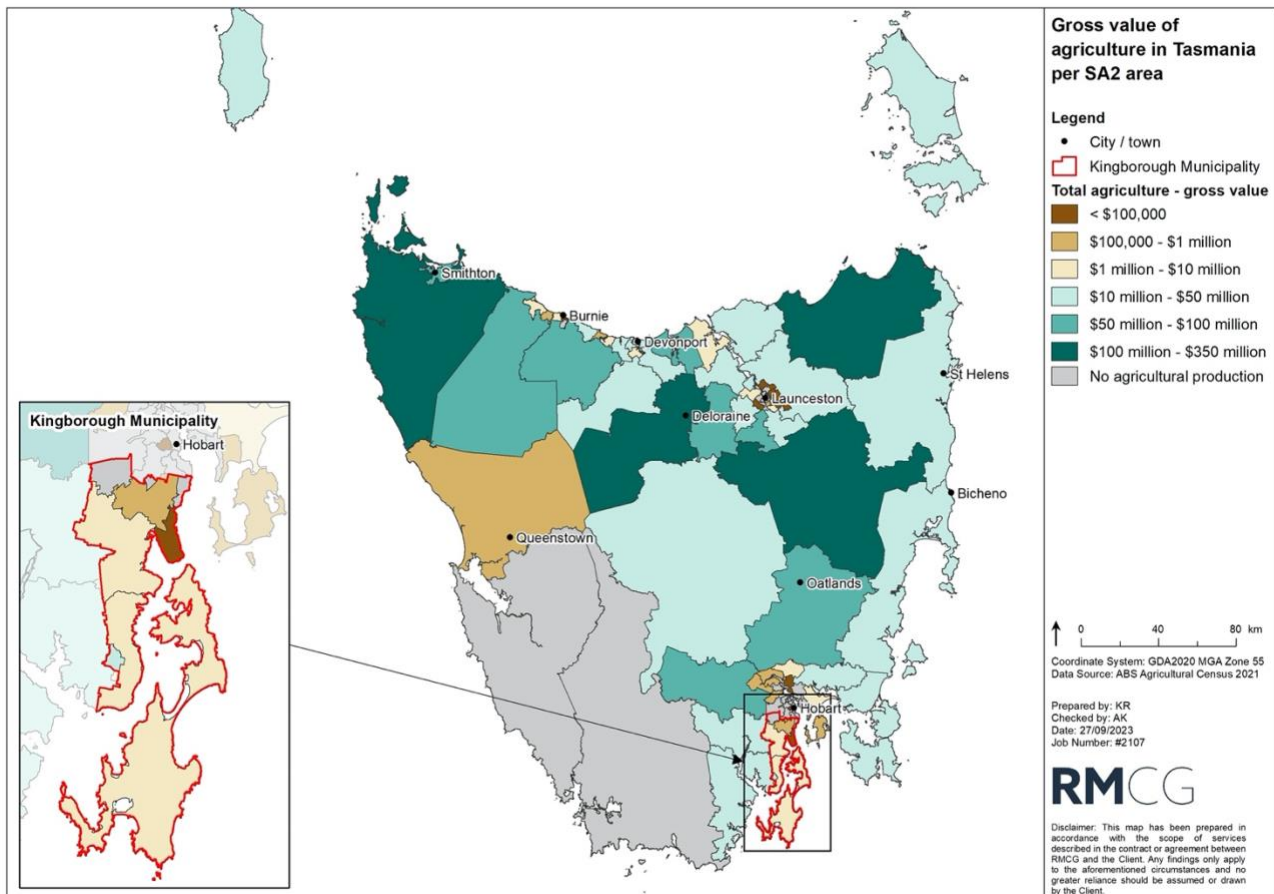 Gross value of
agriculture in Tasmania
per SA2 area
Legend
City / town
Kingborough Municipality
Total agriculture - gross value
< $100,000
$100,000 - $1 million
$1 million - $10 million
$10 million - $50 million
$50 million - $100 million
$100 million - $350 million
No agricultural production
Smithton
Burnie
Devonport
St Helens
Launceston
Deloraine
Bicheno
Queenstown
Oatlands
Hobart
Kingborough Municipality
Hobart
0 40 80 km
Coordinate System: GDA2020 MGA Zone 55
Data Source: ABS Agricultural Census 2021
Prepared by: KR
Checked by: AK
Date: 27/09/2023
Job Number: #2107
RMCG
Disclaimer: This map has been prepared in
accordance with the scope of services
described in the contract or agreement between
RMCG and the Client. Any findings only apply
to the aforementioned circumstances and no
greater reliance should be assumed or drawn
by the Client.